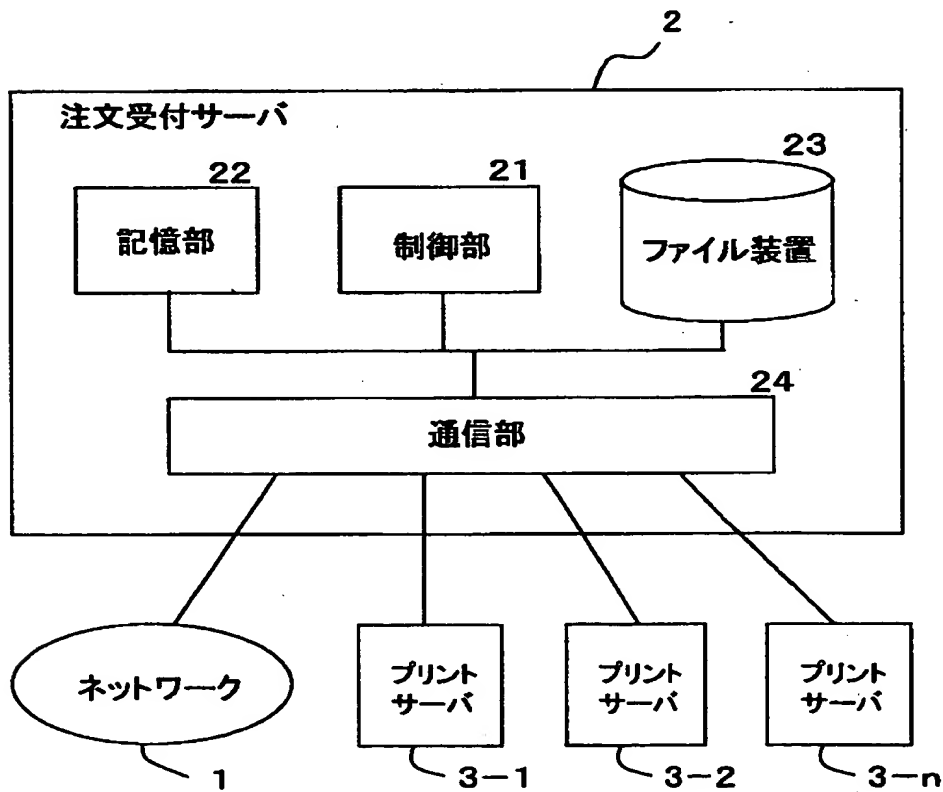 2
注文受付サーバ
22
21
23
記憶部
制御部
ファイル装置
24
通信部
ネットワーク
プリント
サーバ
プリント
サーバ
プリント
サーバ
1
3-1
3-2
3-n